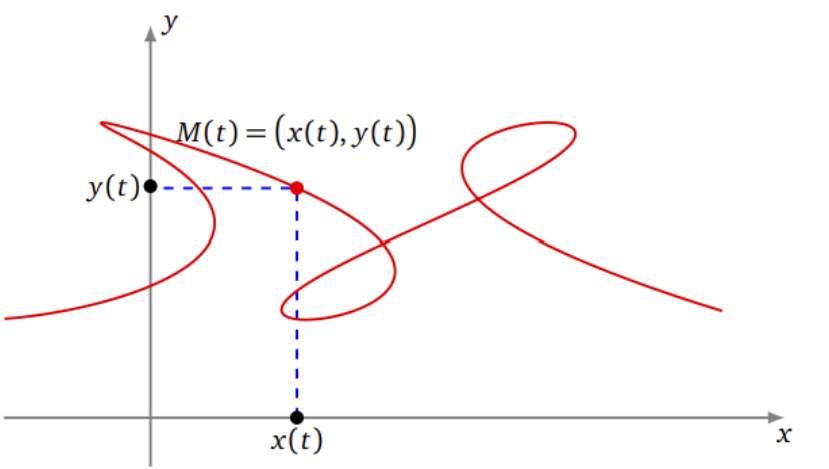 y
M(t) = (x(t), y(t))
y(t)
x(t)
x